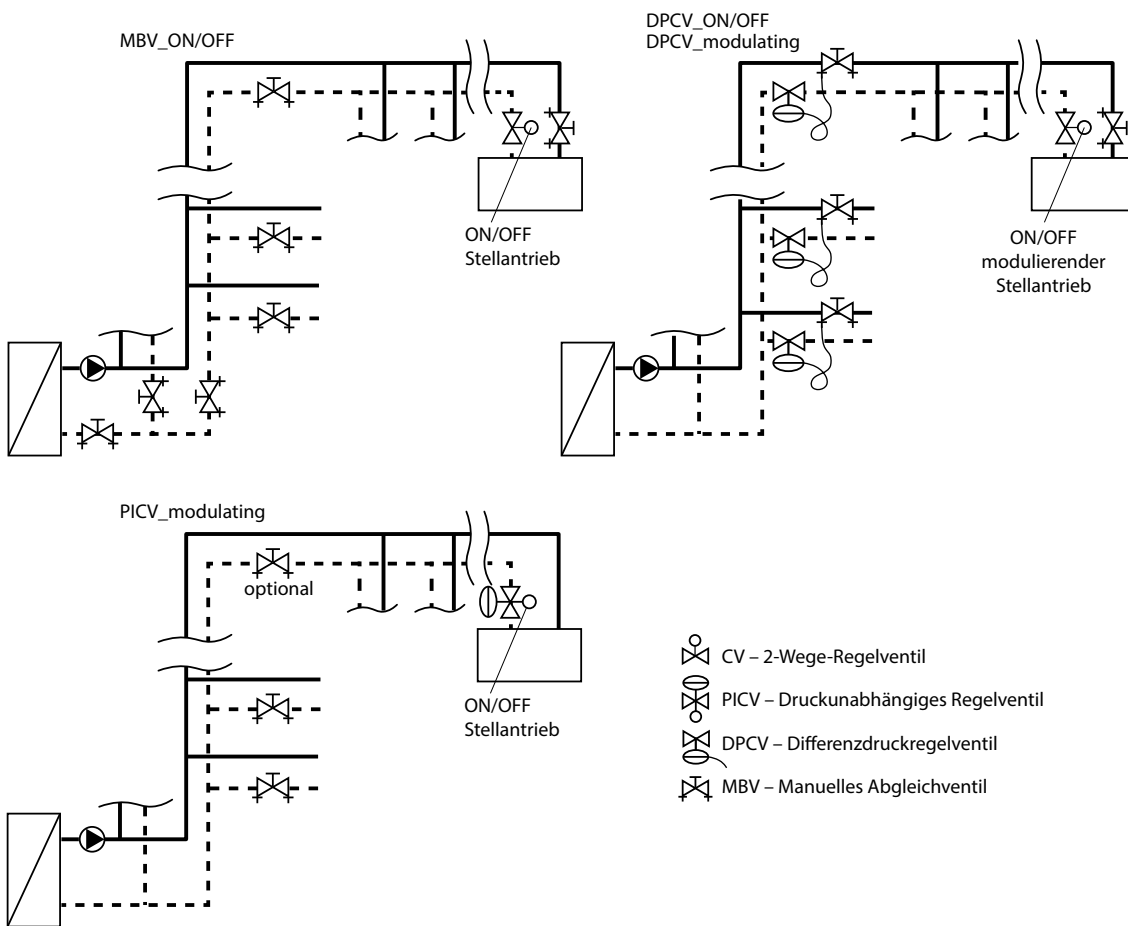 MBV_ON/OFF
ON/OFF
Stellantrieb
DPCV_ON/OFF
DPCV_modulating
ON/OFF
modulierender
Stellantrieb
PICV_modulating
optional
ON/OFF
Stellantrieb
CV – 2-Wege-Regelventil
PICV – Druckunabhängiges Regelventil
DPCV – Differenzdruckregelventil
MBV – Manuelles Abgleichventil